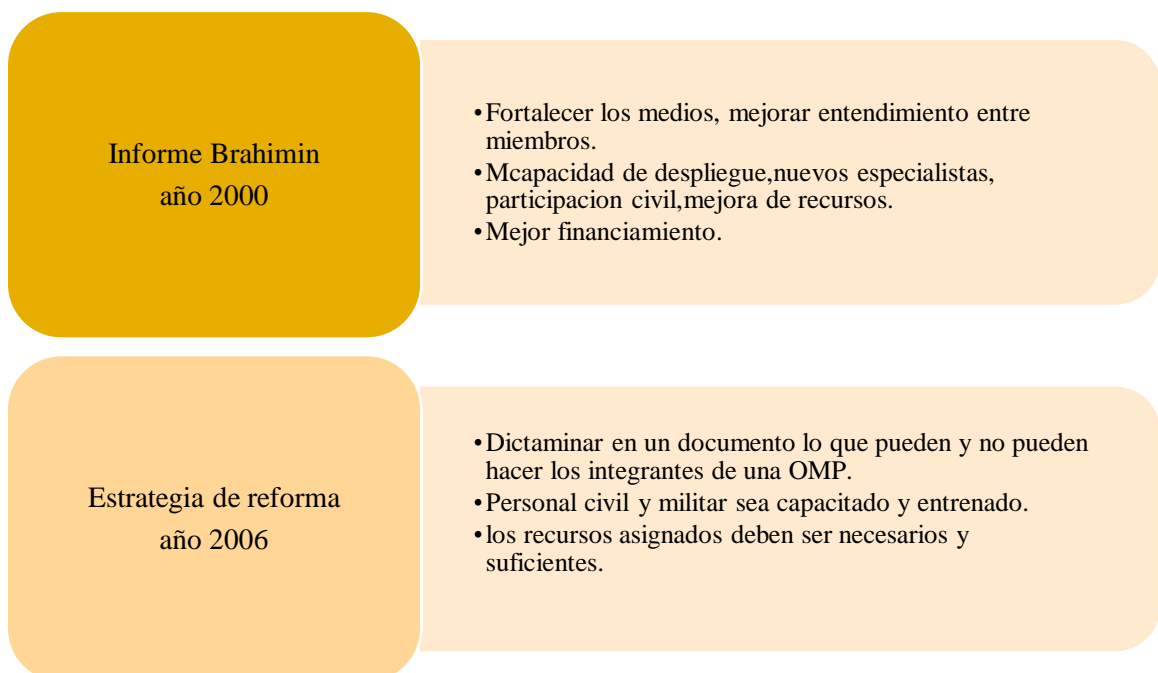 Informe Brahimin
año 2000
•Fortalecer los medios, mejorar entendimiento entre
miembros.
•Mcapacidad de despliegue,nuevos especialistas,
participacion civil,mejora de recursos.
•Mejor financiamiento.
Estrategia de reforma
año 2006
•Dictaminar en un documento lo que pueden y no pueden
hacer los integrantes de una OMP.
•Personal civil y militar sea capacitado y entrenado.
•los recursos asignados deben ser necesarios y
suficientes.